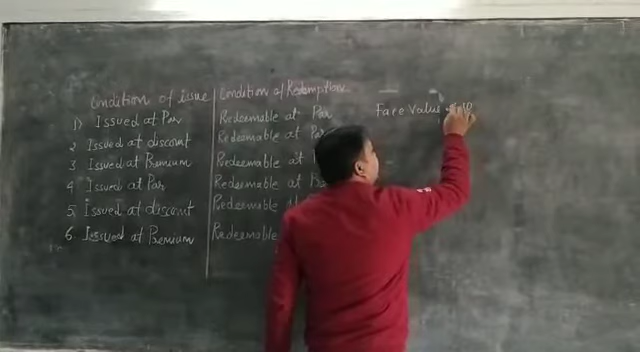 Condition of issue Condition of Redemption
1) Issued at Par Redeemable at Par
2 Issued at discount Redeemable at Par
3 Issued at Premium Redeemable at
4 Issued at Par Redeemable at
5. Issued at discount Redeemable
6. Issued at Premium Redeemable
Face Value